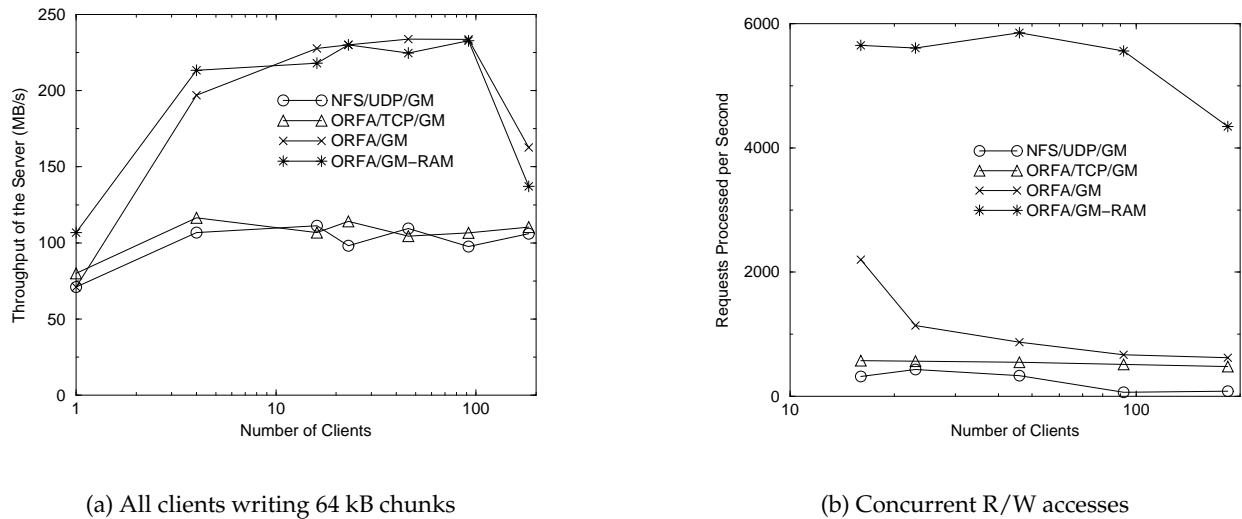 250
200
150
100
50
0
Throughput of the Server (MB/s)
1
10
100
Number of Clients
NFS/UDP/GM
ORFA/TCP/GM
ORFA/GM
ORFA/GM−RAM
(a) All clients writing 64 kB chunks
6000
4000
2000
0
Requests Processed per Second
10
100
Number of Clients
NFS/UDP/GM
ORFA/TCP/GM
ORFA/GM
ORFA/GM−RAM
(b) Concurrent R/W accesses